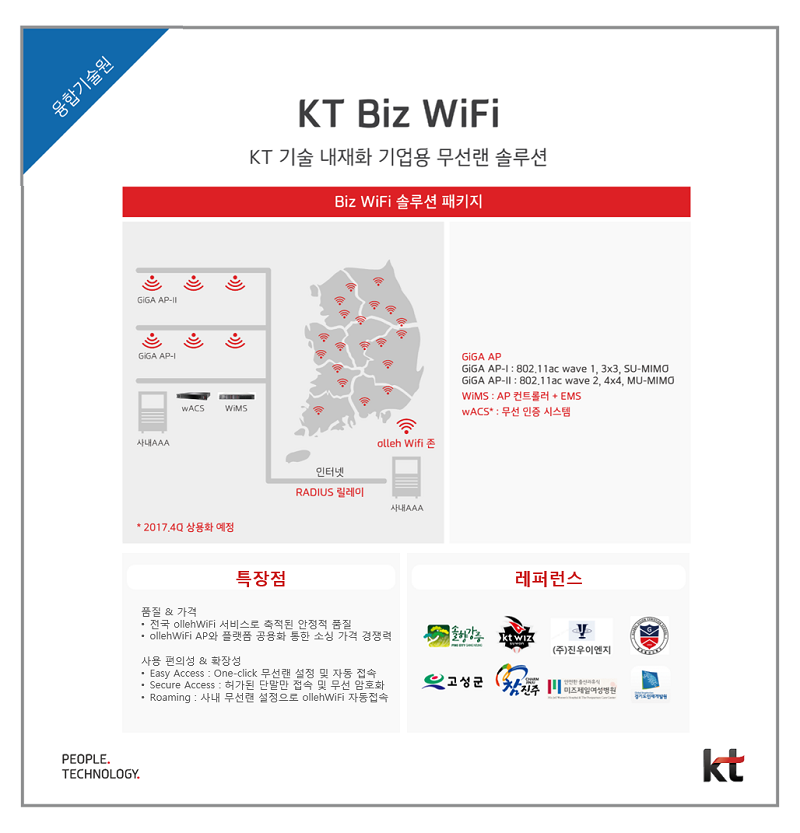 융합기술원
KT Biz WiFi
KT 기술 내재화 기업용 무선랜 솔루션
Biz WiFi 솔루션 패키지
GiGA AP-II
GiGA AP-I
wACS
WiMS
사내AAA
olleh Wifi 존
인터넷
RADIUS 릴레이
사내AAA
* 2017.4Q 상용화 예정
GiGA AP
GiGA AP-I : 802.11ac wave 1, 3x3, SU-MIMO
GiGA AP-II : 802.11ac wave 2, 4x4, MU-MIMO
WiMS : AP 컨트롤러 + EMS
wACS* : 무선 인증 시스템
특장점
품질 & 가격
• 전국 ollehWiFi 서비스로 축적된 안정적 품질
• ollehWiFi AP와 플랫폼 공용화 통한 소싱 가격 경쟁력
사용 편의성 & 확장성
• Easy Access : One-click 무선랜 설정 및 자동 접속
• Secure Access : 허가된 단말만 접속 및 무선 암호화
• Roaming : 사내 무선랜 설정으로 ollehWiFi 자동접속
레퍼런스
솔향강릉
PINE CITY GANGNEUNG
kt wiz
(주)진우이엔지
고성군
참진주
미즈제일여성병원
경기도인재개발원
PEOPLE.
TECHNOLOGY.
kt